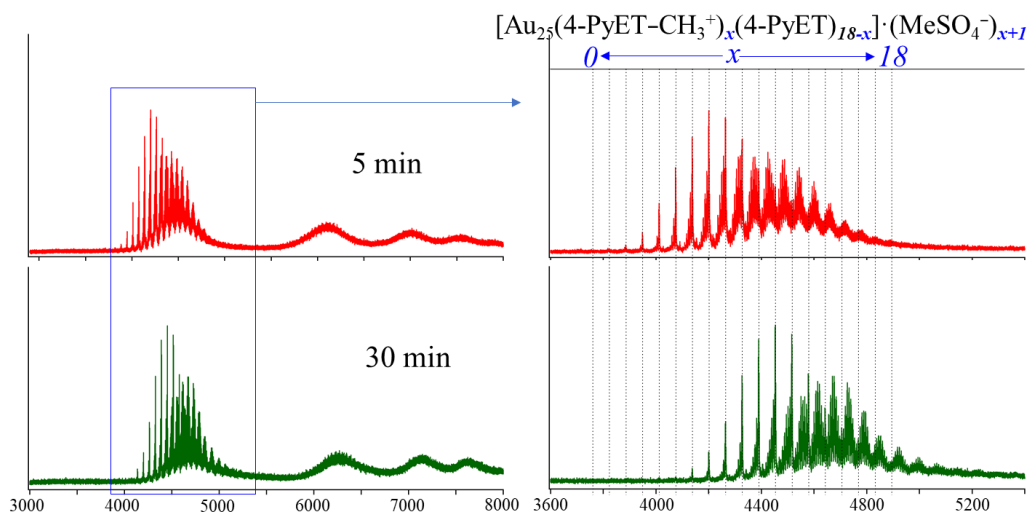 [Au25(4-PyET–CH3+)x(4-PyET)18-x]·(MeSO4−)x+1
0 x 18
5 min
30 min
3000 4000 5000 6000 7000 8000
3600 4000 4400 4800 5200